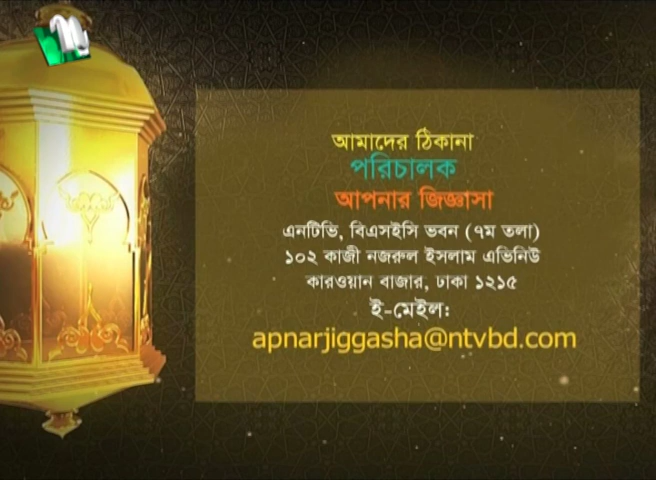 আমাদের ঠিকানা
পরিচালক
আপনার জিজ্ঞাসা
এনটিভি, বিএসইসি ভবন (৭ম তলা)
১০২ কাজী নজরুল ইসলাম এভিনিউ
কারওয়ান বাজার, ঢাকা ১২১৫
ই-মেইল:
apnarjiggasha@ntvbd.com